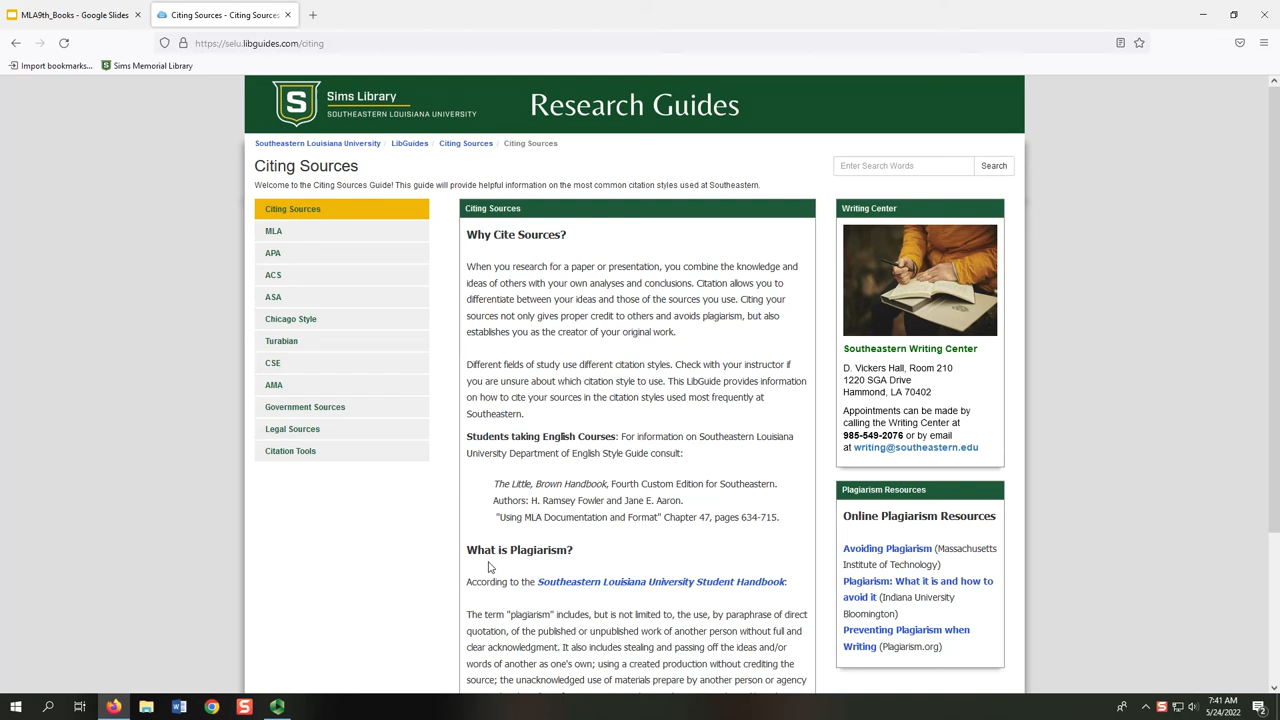 MLA9th_Books - Google Slides
Citing Sources - Citing Sources -
https://selu.libguides.com/citing
Import bookmarks...
Sims Memorial Library
S
Sims Library
SOUTHEASTERN LOUISIANA UNIVERSITY
Research Guides
Southeastern Louisiana University / LibGuides / Citing Sources / Citing Sources
Citing Sources
Enter Search Words
Search
Welcome to the Citing Sources Guide! This guide will provide helpful information on the most common citation styles used at Southeastern.
Citing Sources
MLA
APA
ACS
ASA
Chicago Style
Turabian
CSE
AMA
Government Sources
Legal Sources
Citation Tools
Citing Sources
Why Cite Sources?
When you research for a paper or presentation, you combine the knowledge and
ideas of others with your own analyses and conclusions. Citation allows you to
differentiate between your ideas and those of the sources you use. Citing your
sources not only gives proper credit to others and avoids plagiarism, but also
establishes you as the creator of your original work.
Different fields of study use different citation styles. Check with your instructor if
you are unsure about which citation style to use. This LibGuide provides information
on how to cite your sources in the citation styles used most frequently at
Southeastern.
Students taking English Courses: For information on Southeastern Louisiana
University Department of English Style Guide consult:
The Little, Brown Handbook, Fourth Custom Edition for Southeastern.
Authors: H. Ramsey Fowler and Jane E. Aaron.
"Using MLA Documentation and Format" Chapter 47, pages 634-715.
What is Plagiarism?
According to the Southeastern Louisiana University Student Handbook:
The term "plagiarism" includes, but is not limited to, the use, by paraphrase of direct
quotation, of the published or unpublished work of another person without full and
clear acknowledgment. It also includes stealing and passing off the ideas and/or
words of another as one's own; using a created production without crediting the
source; the unacknowledged use of materials prepare by another person or agency
Writing Center
Southeastern Writing Center
D. Vickers Hall, Room 210
1220 SGA Drive
Hammond, LA 70402
Appointments can be made by
calling the Writing Center at
985-549-2076 or by email
at writing@southeastern.edu
Plagiarism Resources
Online Plagiarism Resources
Avoiding Plagiarism (Massachusetts
Institute of Technology)
Plagiarism: What it is and how to
avoid it (Indiana University
Bloomington)
Preventing Plagiarism when
Writing (Plagiarism.org)
7:41 AM
5/24/2022